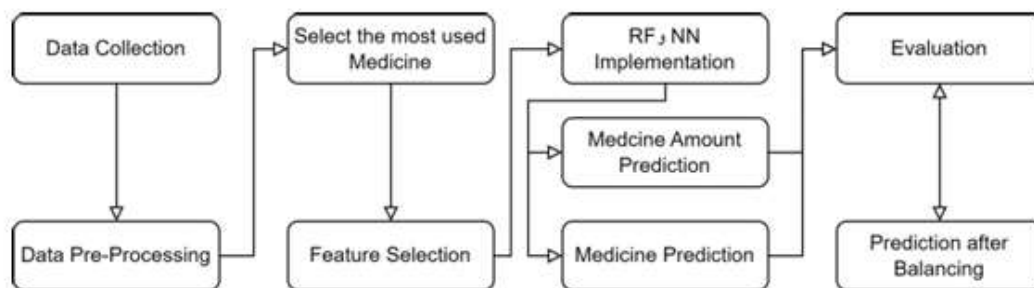 Data Collection
Data Pre-Processing
Select the most used
Medicine
Feature Selection
RF و NN
Implementation
Medcine Amount
Prediction
Medicine Prediction
Evaluation
Prediction after
Balancing